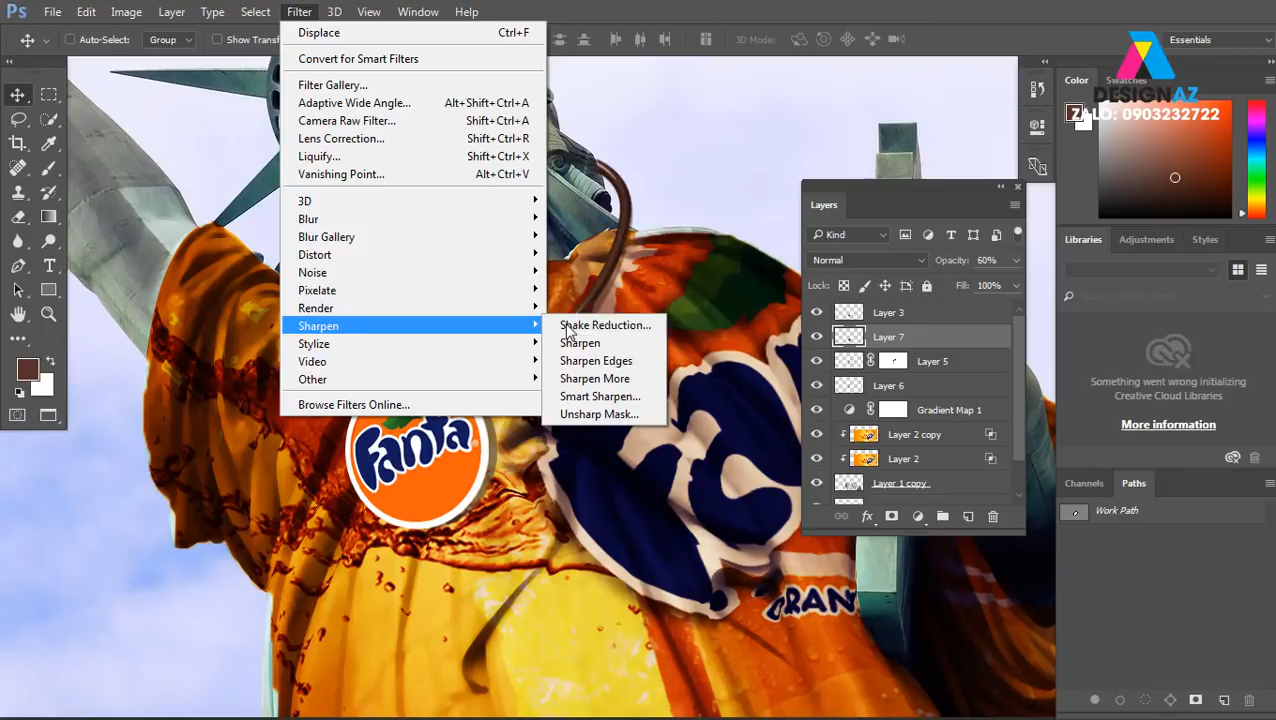 Ps File Edit Image Layer Type Select Filter 3D View Window Help
Auto-Select: Group Show Transf 3D Mode: Essentials
DESIGNAZ
ZALO: 0903232722
Displace Ctrl+F
Convert for Smart Filters
Filter Gallery...
Adaptive Wide Angle... Alt+Shift+Ctrl+A
Camera Raw Filter... Shift+Ctrl+A
Lens Correction... Shift+Ctrl+R
Liquify... Shift+Ctrl+X
Vanishing Point... Alt+Ctrl+V
3D
Blur
Blur Gallery
Distort
Noise
Pixelate
Render
Sharpen
Stylize
Video
Other
Browse Filters Online...
Shake Reduction...
Sharpen
Sharpen Edges
Sharpen More
Smart Sharpen...
Unsharp Mask...
Fanta
ORAN
Layers
Kind
Normal Opacity: 60%
Lock: Fill: 100%
Layer 3
Layer 7
Layer 5
Layer 6
Gradient Map 1
Layer 2 copy
Layer 2
Layer 1 copy
fx
Color Swatches
Libraries Adjustments Styles
Something went wrong initializing
Creative Cloud Libraries
More information
Channels Paths
Work Path